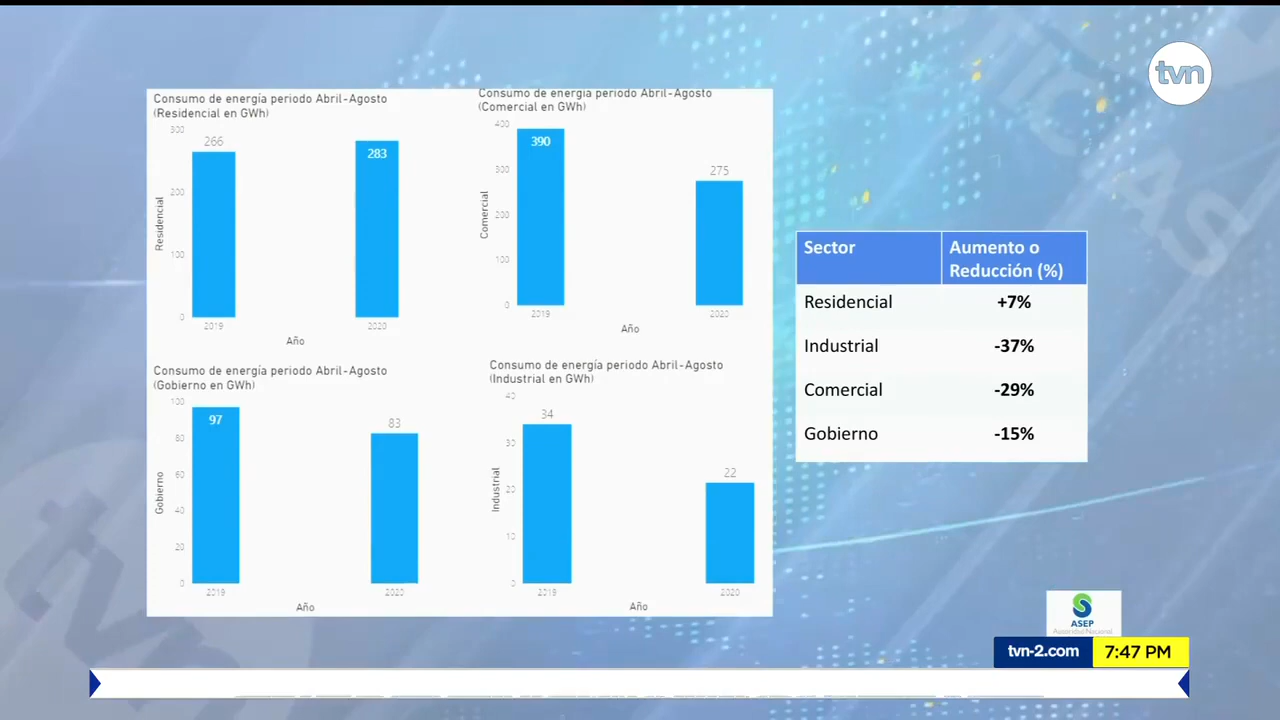 tvn
Consumo de energía periodo Abril-Agosto
(Residencial en GWh)
300
200
100
0
Residencial
266
283
2019
2020
Año
Consumo de energía periodo Abril-Agosto
(Comercial en GWh)
400
300
200
100
0
Comercial
390
275
2019
2020
Año
Consumo de energía periodo Abril-Agosto
(Gobierno en GWh)
100
80
60
40
20
0
Gobierno
97
83
2019
2020
Año
Consumo de energía periodo Abril-Agosto
(Industrial en GWh)
40
30
20
10
0
Industrial
34
22
2019
2020
Año
Sector Aumento o
Reducción (%)
Residencial +7%
Industrial -37%
Comercial -29%
Gobierno -15%
ASEP
tvn-2.com 7:47 PM